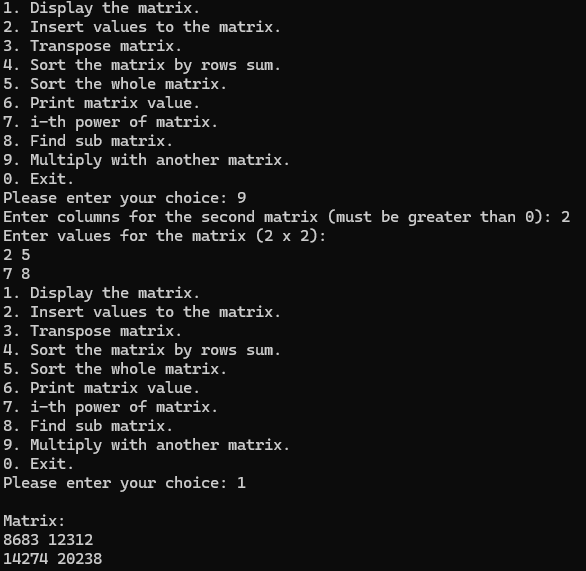 1. Display the matrix.
2. Insert values to the matrix.
3. Transpose matrix.
4. Sort the matrix by rows sum.
5. Sort the whole matrix.
6. Print matrix value.
7. i-th power of matrix.
8. Find sub matrix.
9. Multiply with another matrix.
0. Exit.
Please enter your choice: 9
Enter columns for the second matrix (must be greater than 0): 2
Enter values for the matrix (2 x 2):
2 5
7 8
1. Display the matrix.
2. Insert values to the matrix.
3. Transpose matrix.
4. Sort the matrix by rows sum.
5. Sort the whole matrix.
6. Print matrix value.
7. i-th power of matrix.
8. Find sub matrix.
9. Multiply with another matrix.
0. Exit.
Please enter your choice: 1
Matrix:
8683 12312
14274 20238